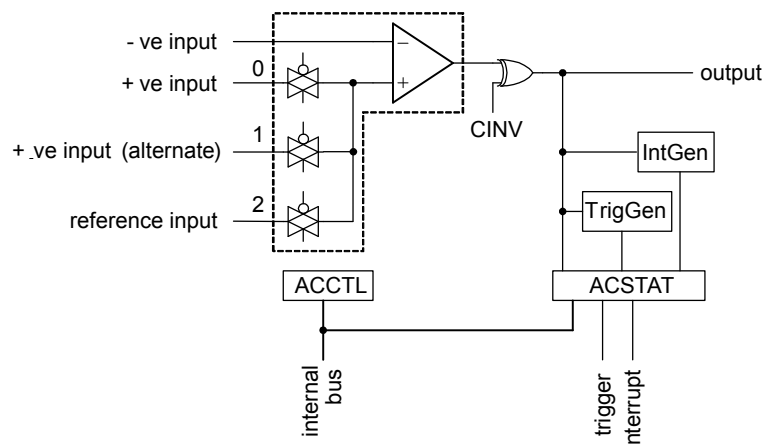 - ve input
0
+ ve input
−
+
output
CINV
1
+ -ve input (alternate)
IntGen
2
reference input
TrigGen
ACCTL
ACSTAT
internal
bus
trigger
nterrupt